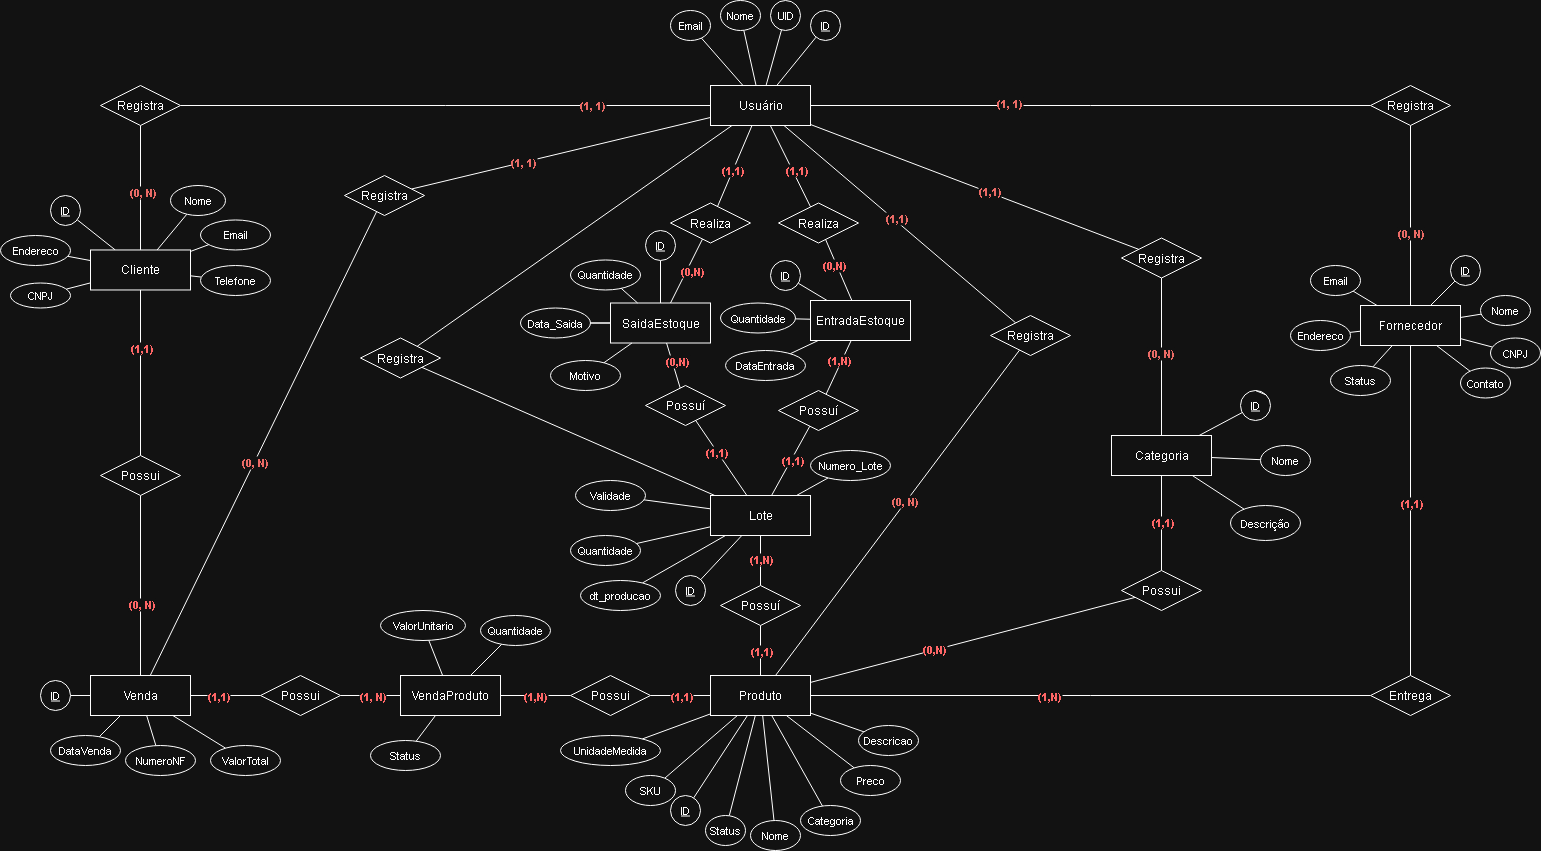 Email
Nome
UID
ID
Usuário
Registra
(1, 1)
(1, 1)
Registra
(1, 1)
Registra
(1,1)
(1,1)
(1,1)
(1,1)
(0, N)
ID
Nome
Email
Endereco
Cliente
Telefone
CNPJ
Realiza
Realiza
Registra
(0, N)
ID
(0,N)
(0,N)
Quantidade
ID
Data_Saida
SaidaEstoque
Motivo
Quantidade
EntradaEstoque
DataEntrada
Registra
Email
ID
Nome
Endereco
Fornecedor
CNPJ
Status
Contato
(1,1)
Registra
(0,N)
(1,N)
(0, N)
Possuí
Possuí
ID
Categoria
Nome
Descrição
(1,1)
(1,1)
Numero_Lote
(0, N)
Possui
Validade
Lote
Quantidade
dt_producao
ID
(0, N)
(1,1)
(1,1)
(1,N)
Possuí
Possui
(0, N)
ValorUnitario
Quantidade
(1,1)
(0,N)
ID
Venda
(1,1)
Possui
(1, N)
VendaProduto
(1,N)
Possui
(1,1)
Produto
(1,N)
Entrega
DataVenda
NumeroNF
ValorTotal
Status
UnidadeMedida
SKU
ID
Status
Nome
Categoria
Preco
Descricao